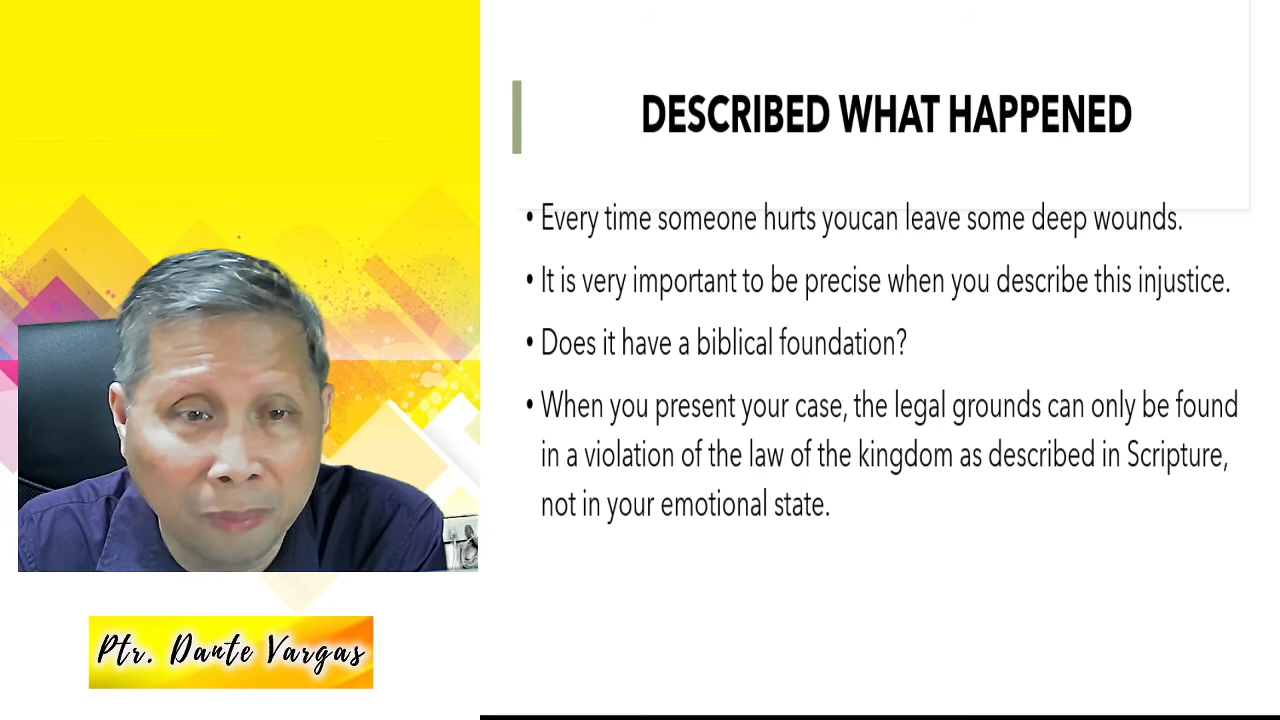 DESCRIBED WHAT HAPPENED
• Every time someone hurts youcan leave some deep wounds.
• It is very important to be precise when you describe this injustice.
• Does it have a biblical foundation?
• When you present your case, the legal grounds can only be found
in a violation of the law of the kingdom as described in Scripture,
not in your emotional state.
Ptr. Dante Vargas